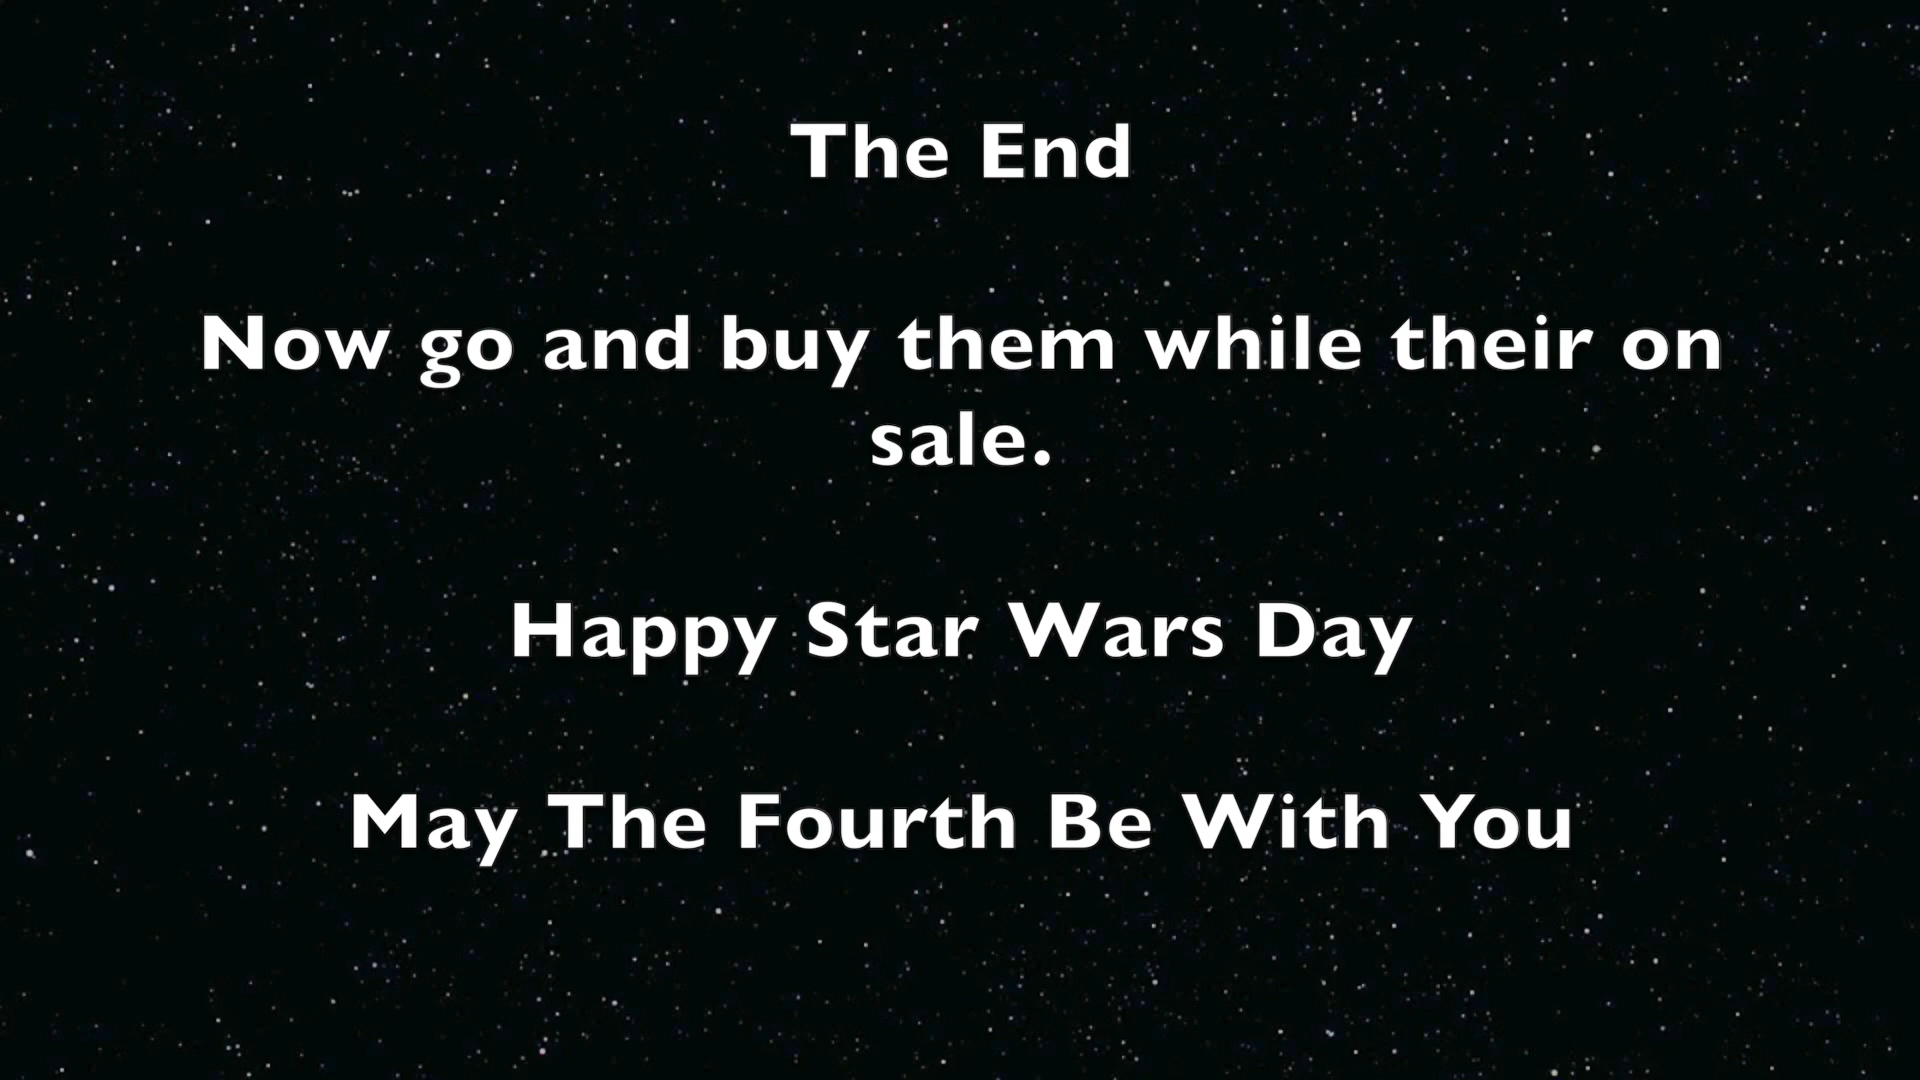 The End
Now go and buy them while their on
sale.
Happy Star Wars Day
May The Fourth Be With You